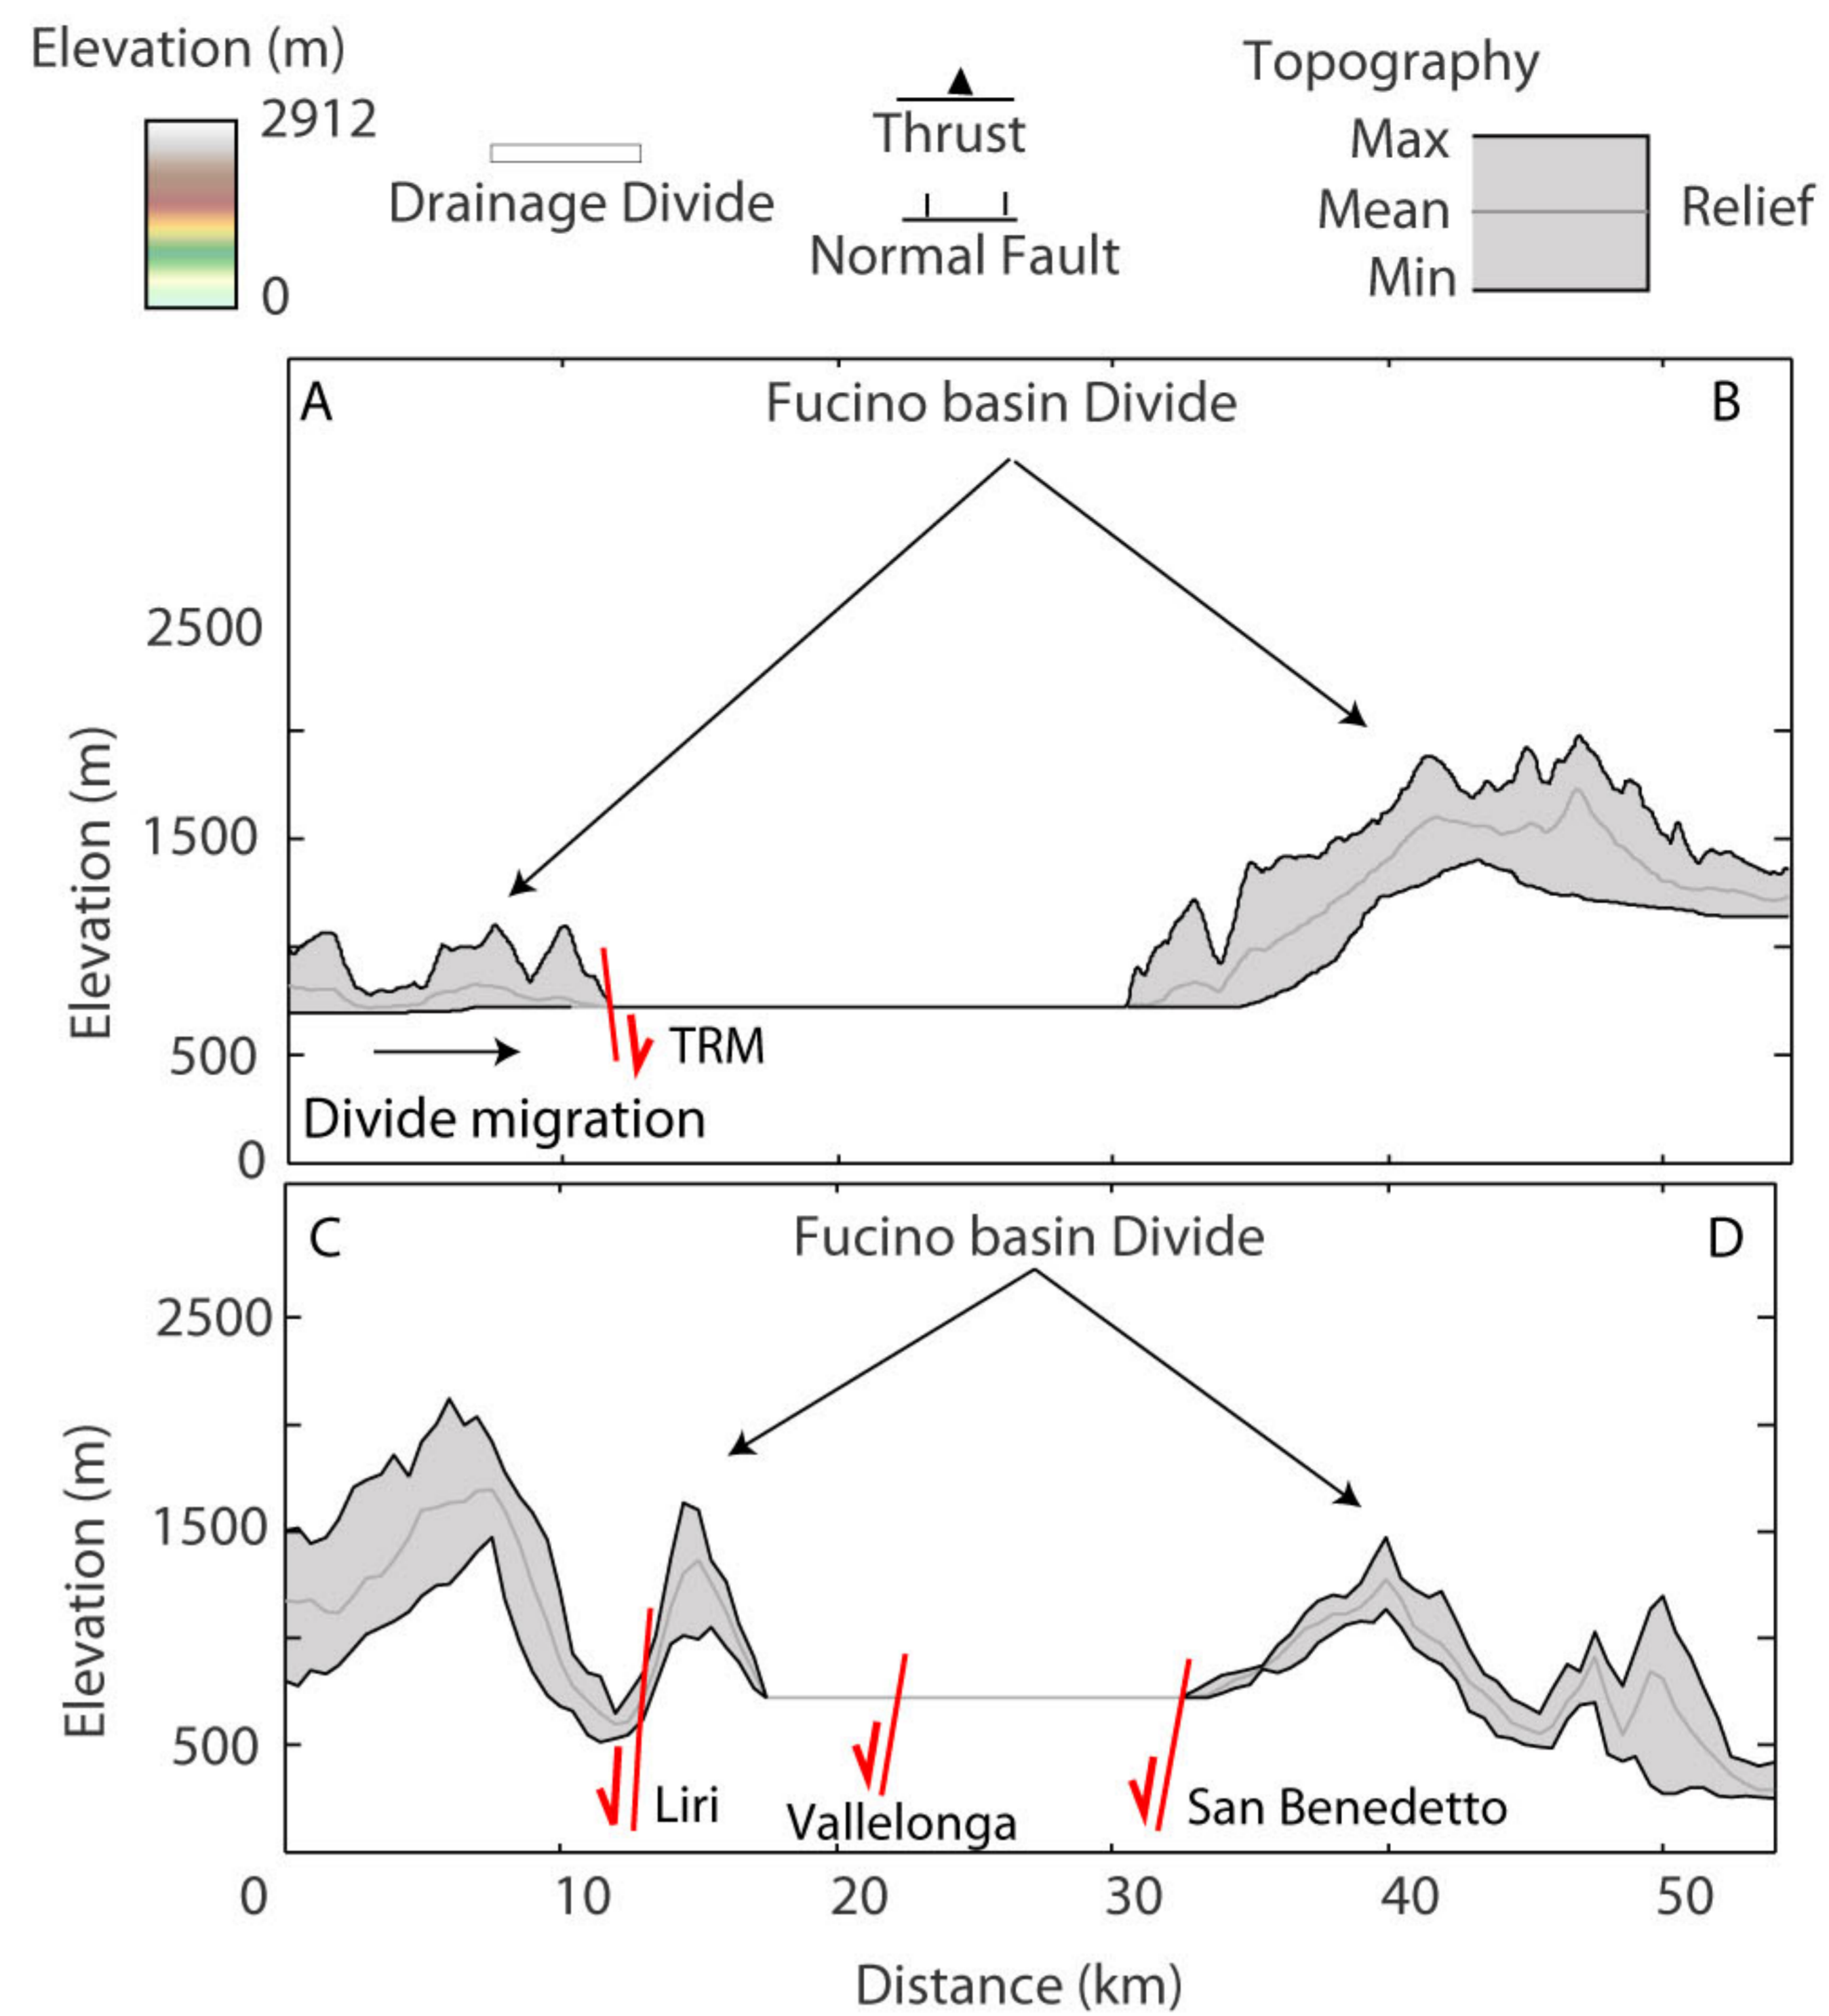 Elevation (m)
2912
0
Drainage Divide
Thrust
Normal Fault
Topography
Max
Mean
Min
Relief
A
Fucino basin Divide
B
2500
1500
500
0
Elevation (m)
TRM
Divide migration
C
Fucino basin Divide
D
2500
1500
500
Elevation (m)
Liri
Vallelonga
San Benedetto
0 10 20 30 40 50
Distance (km)